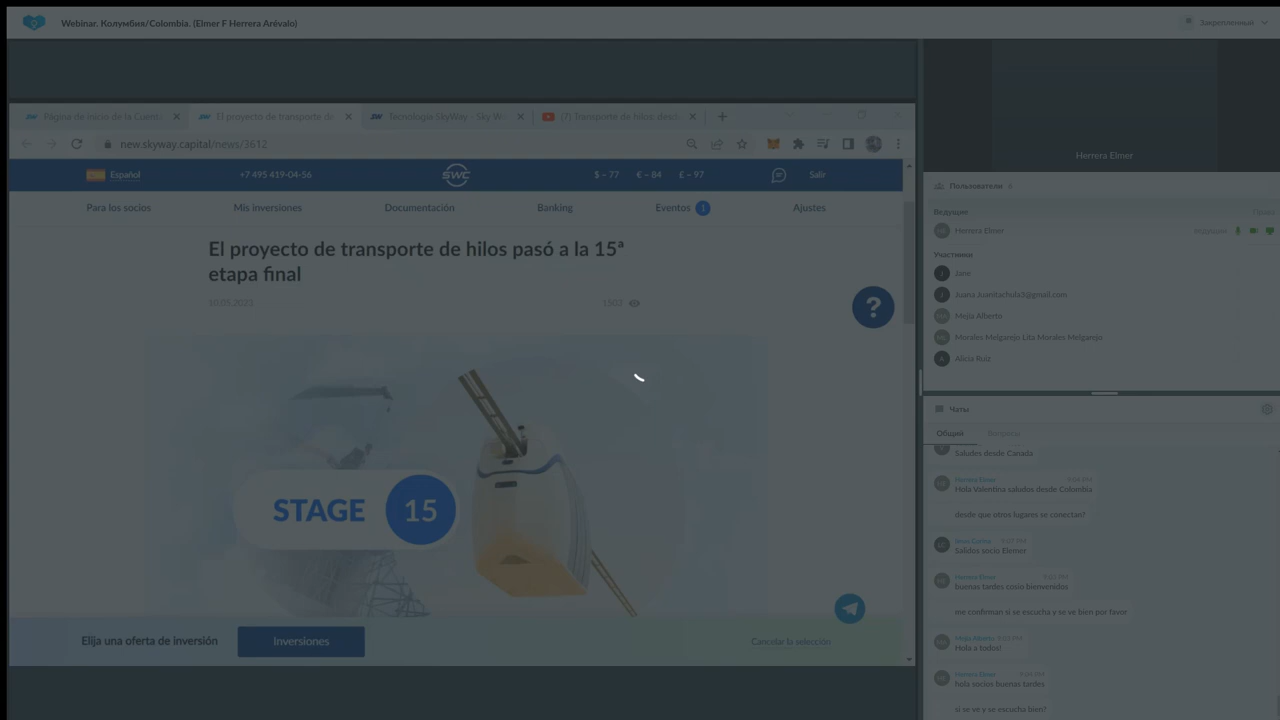 Webinar. Колумбия/Colombia. (Elmer F Herrera Arévalo)
Закрепленный
Página de inicio de la Cuenta
El proyecto de transporte de
Tecnología SkyWay - Sky W
(7) Transporte de hilos: desd
new.skyway.capital/news/3612
Español
+7 495 419-04-56
SWC
$ – 77
€ – 84
£ – 97
Salir
Para los socios
Mis inversiones
Documentación
Banking
Eventos 1
Ajustes
El proyecto de transporte de hilos pasó a la 15ª
etapa final
10.05.2023
1502
?
STAGE 15
Elija una oferta de inversión
Inversiones
Cancelar la selección
Herrera Elmer
Пользователи 6
Ведущие
Herrera Elmer
Ведущий
Участники
Jane
Juana Juanitachula3@gmail.com
Mejia Alberto
Morales Melgarejo Lita Morales Melgarejo
Alicia Ruiz
Чаты
Общий
Вопросы
Saludes desde Canada
Herrera Elmer
Hola Valentina saludos desde Colombia
desde que otros lugares se conectan?
Salidos socio Elemer
Herrera Elmer
buenas tardes cosio bienvenidos
me confirman si se escucha y se ve bien por favor
Mejia Alberto
Hola a todos!
Herrera Elmer
hola socios buenas tardes
si se ve y se escucha bien?